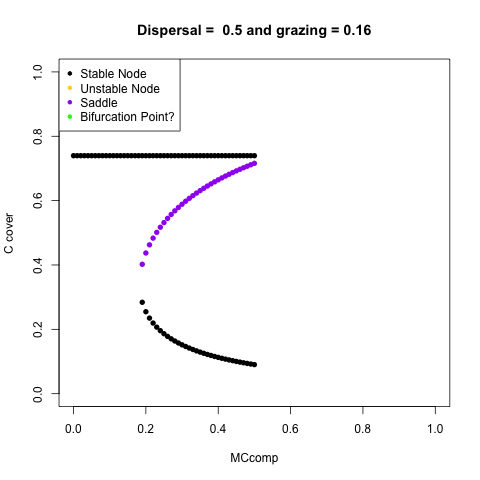 Dispersal =  0.5 and grazing = 0.16
Stable Node
Unstable Node
Saddle
Bifurcation Point?
C cover
1.0
0.8
0.6
0.4
0.2
0.0
0.0 0.2 0.4 0.6 0.8 1.0
MCcomp